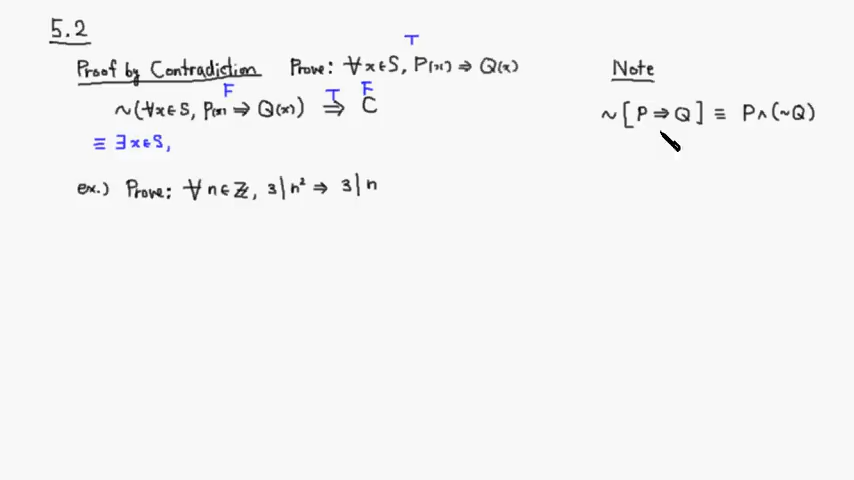 5.2
T
Proof by Contradiction Prove: ∀x∈S, P(x) ⇒ Q(x)
Note
F T F
~(∀x∈S, P(x) ⇒ Q(x)) ⇒ C
~[P ⇒ Q] ≡ P∧(~Q)
≡ ∃x∈S,
ex.) Prove: ∀n∈ℤ, 3|n² ⇒ 3|n